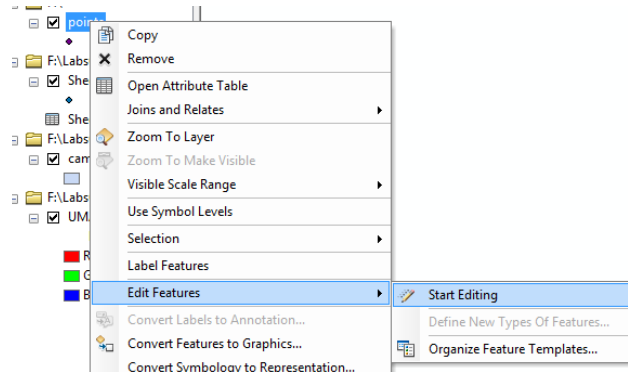 points
Copy
F:\Labs
Remove
She
Open Attribute Table
Joins and Relates
She
F:\Labs
Zoom To Layer
cam
Zoom To Make Visible
Visible Scale Range
F:\Labs
Use Symbol Levels
UM
Selection
R
Label Features
G
B
Edit Features
Start Editing
Convert Labels to Annotation...
Define New Types Of Features...
Convert Features to Graphics...
Organize Feature Templates...
Convert Symbology to Representation...